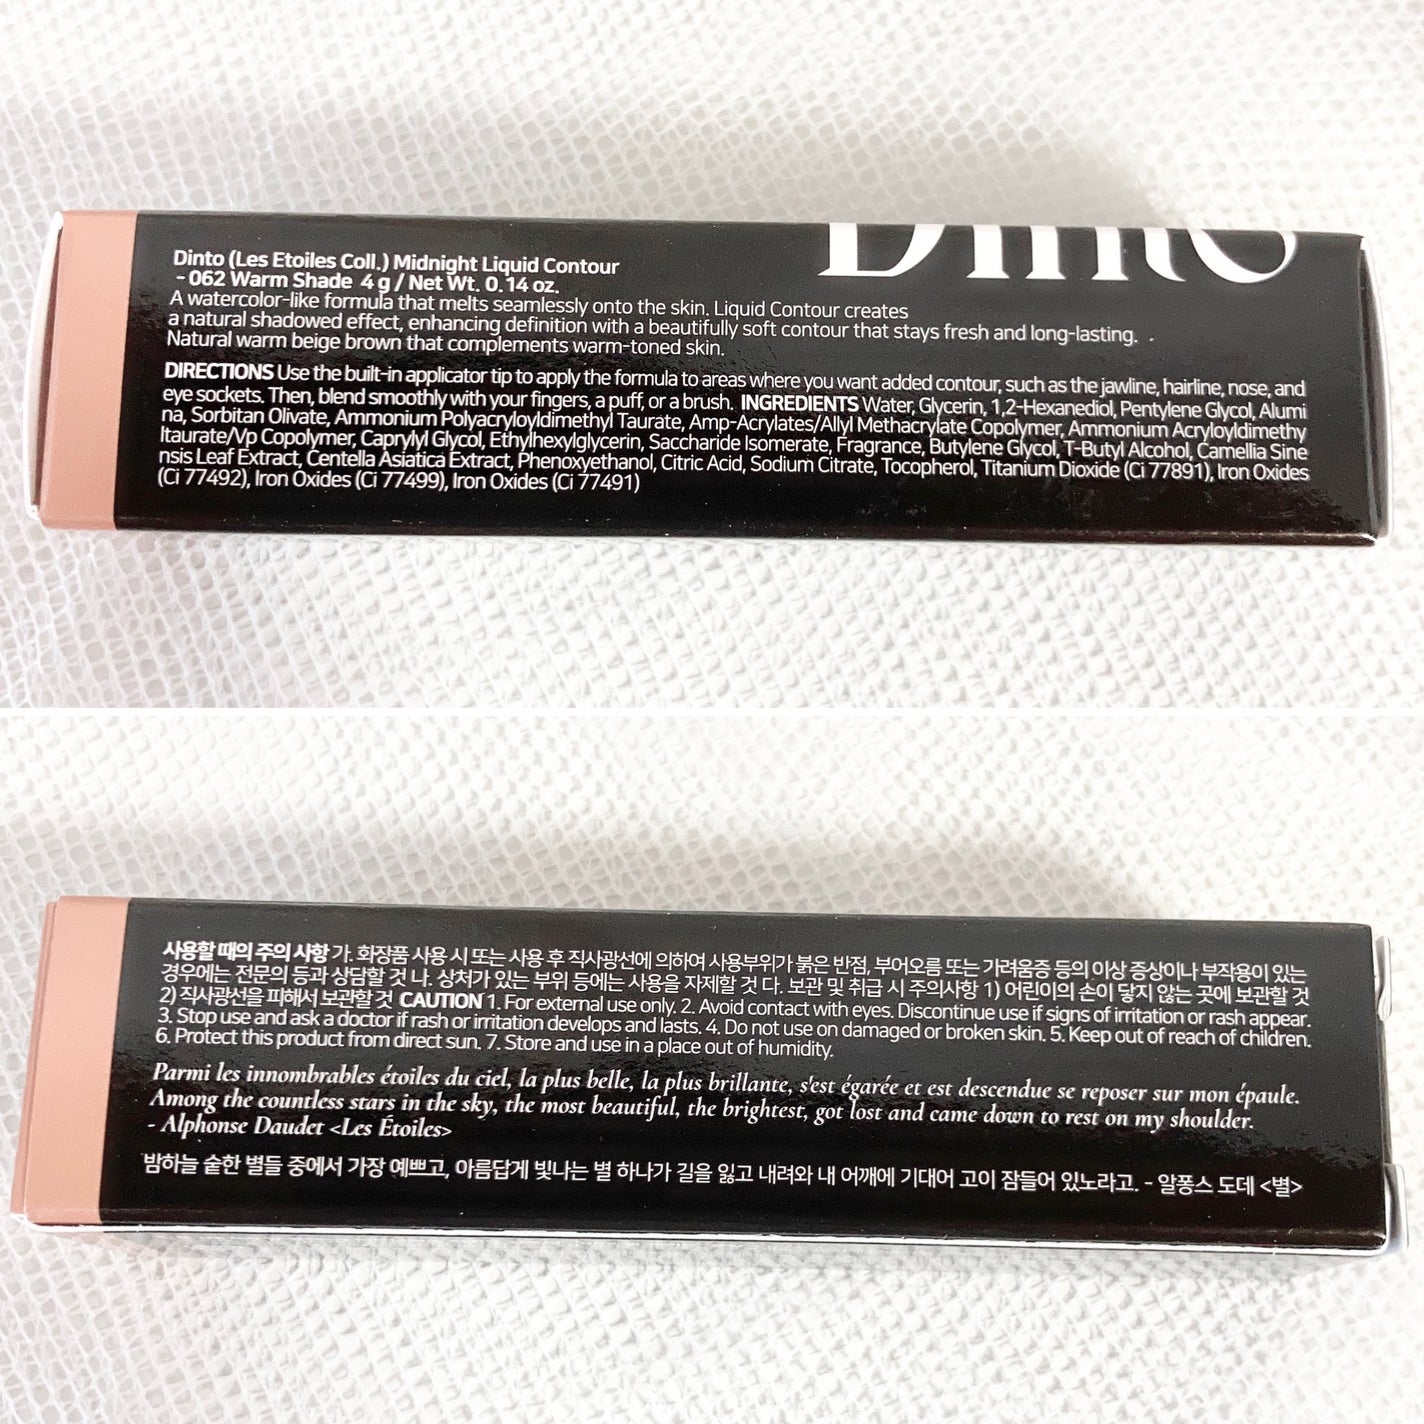 Dinto
Dinto (Les Etoiles Coll.) Midnight Liquid Contour
- 062 Warm Shade 4 g / Net Wt. 0.14 oz.
A watercolor-like formula that melts seamlessly onto the skin. Liquid Contour creates
a natural shadowed effect, enhancing definition with a beautifully soft contour that stays fresh and long-lasting.
Natural warm beige brown that complements warm-toned skin.
DIRECTIONS Use the built-in applicator tip to apply the formula to areas where you want added contour, such as the jawline, hairline, nose, and
eye sockets. Then, blend smoothly with your fingers, a puff, or a brush. INGREDIENTS Water, Glycerin, 1,2-Hexanediol, Pentylene Glycol, Alumi
na, Sorbitan Olivate, Ammonium Polyacryloyldimethyl Taurate, Amp-Acrylates/Allyl Methacrylate Copolymer, Ammonium Acryloyldimethy
ltaurate/Vp Copolymer, Caprylyl Glycol, Ethylhexylglycerin, Saccharide Isomerate, Fragrance, Butylene Glycol, T-Butyl Alcohol, Camellia Sine
nsis Leaf Extract, Centella Asiatica Extract, Phenoxyethanol, Citric Acid, Sodium Citrate, Tocopherol, Titanium Dioxide (Ci 77891), Iron Oxides
(Ci 77492), Iron Oxides (Ci 77499), Iron Oxides (Ci 77491)
사용할 때의 주의 사항 가. 화장품 사용 시 또는 사용 후 직사광선에 의하여 사용부위가 붉은 반점, 부어오름 또는 가려움증 등의 이상 증상이나 부작용이 있는
경우에는 전문의 등과 상담할 것 나. 상처가 있는 부위 등에는 사용을 자제할 것 다. 보관 및 취급 시 주의사항 1) 어린이의 손이 닿지 않는 곳에 보관할 것
2) 직사광선을 피해서 보관할 것 CAUTION 1. For external use only. 2. Avoid contact with eyes. Discontinue use if signs of irritation or rash appear.
3. Stop use and ask a doctor if rash or irritation develops and lasts. 4. Do not use on damaged or broken skin. 5. Keep out of reach of children.
6. Protect this product from direct sun. 7. Store and use in a place out of humidity.
Parmi les innombrables étoiles du ciel, la plus belle, la plus brillante, s'est égarée et est descendue se reposer sur mon épaule.
Among the countless stars in the sky, the most beautiful, the brightest, got lost and came down to rest on my shoulder.
- Alphonse Daudet <Les Étoiles>
밤하늘 숱한 별들 중에서 가장 예쁘고, 아름답게 빛나는 별 하나가 길을 잃고 내려와 내 어깨에 기대어 고이 잠들어 있노라고. - 알퐁스 도데 <별>